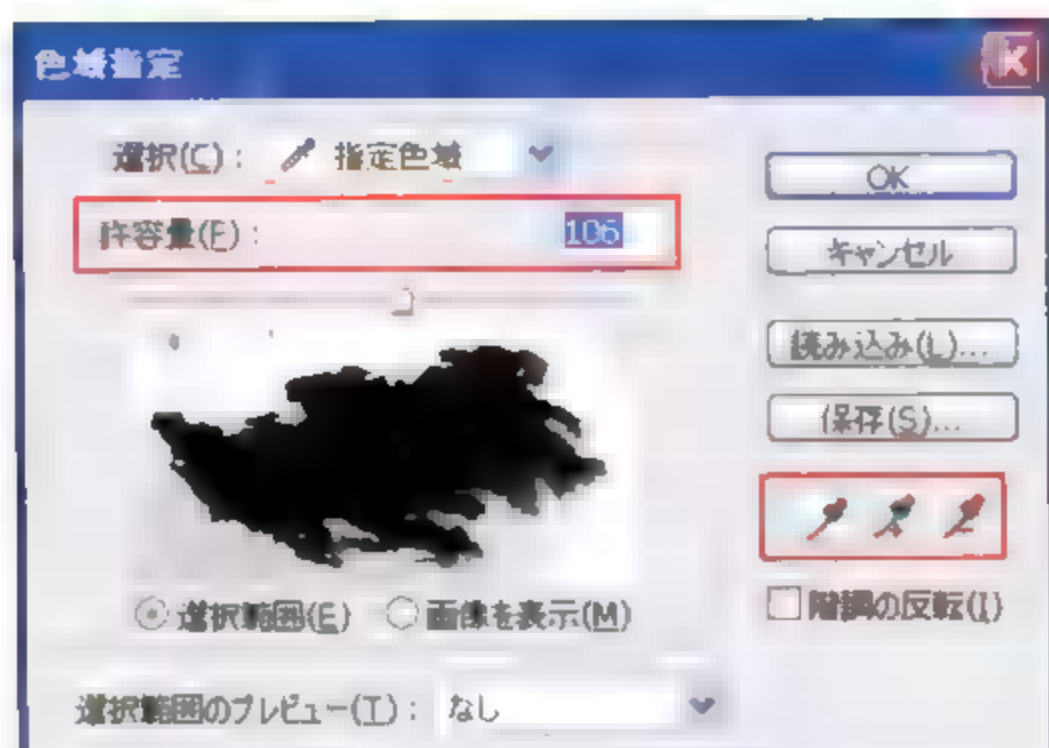 色域指定
選択(C): 指定色域
許容量(F): 106
OK
キャンセル
読み込み(L)...
保存(S)...
選択範囲(E) 画像を表示(M)
階調の反転(I)
選択範囲のプレビュー(T): なし